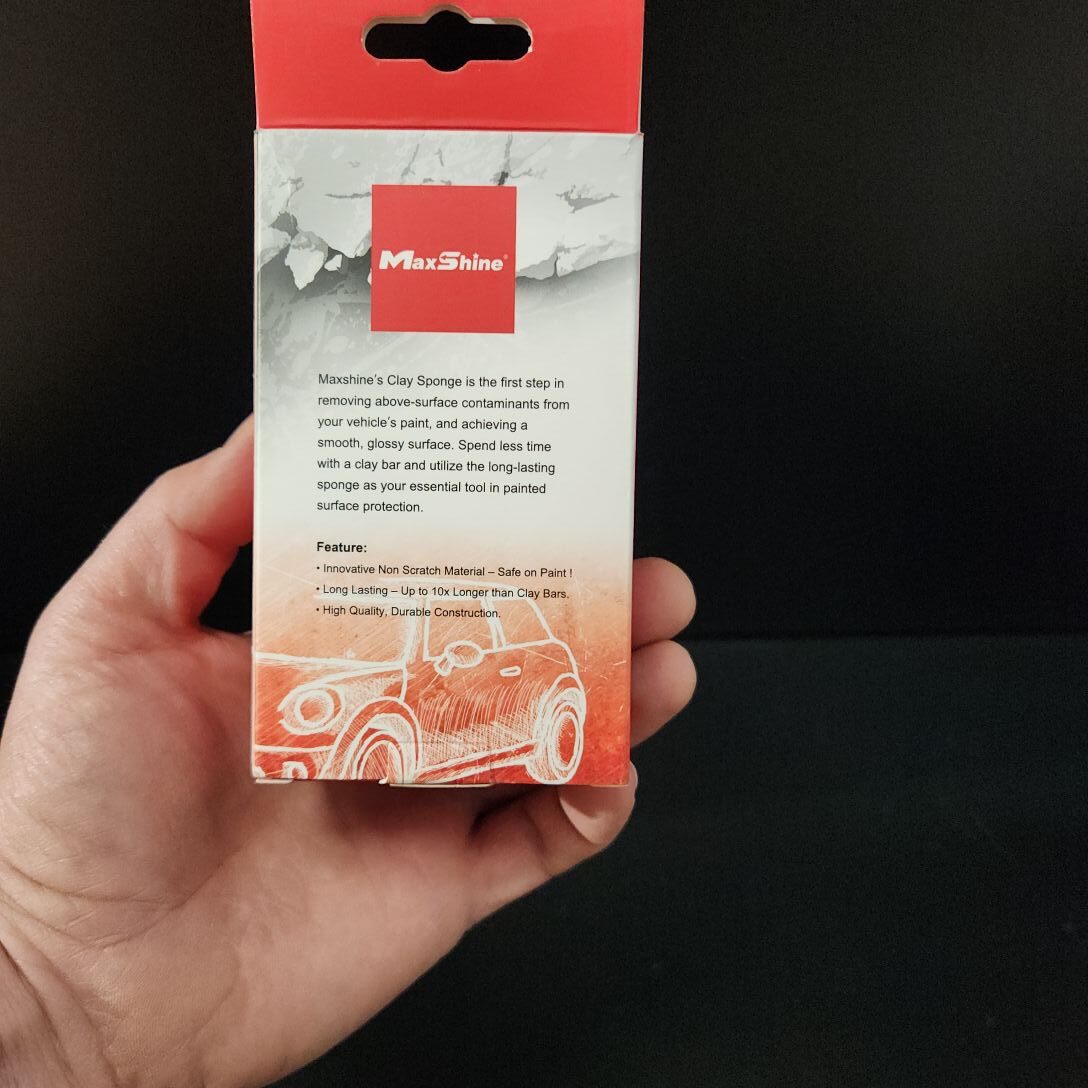 MaxShine®
Maxshine's Clay Sponge is the first step in
removing above-surface contaminants from
your vehicle's paint, and achieving a
smooth, glossy surface. Spend less time
with a clay bar and utilize the long-lasting
sponge as your essential tool in painted
surface protection.
Feature:
• Innovative Non Scratch Material – Safe on Paint !
• Long Lasting – Up to 10x Longer than Clay Bars.
• High Quality, Durable Construction.